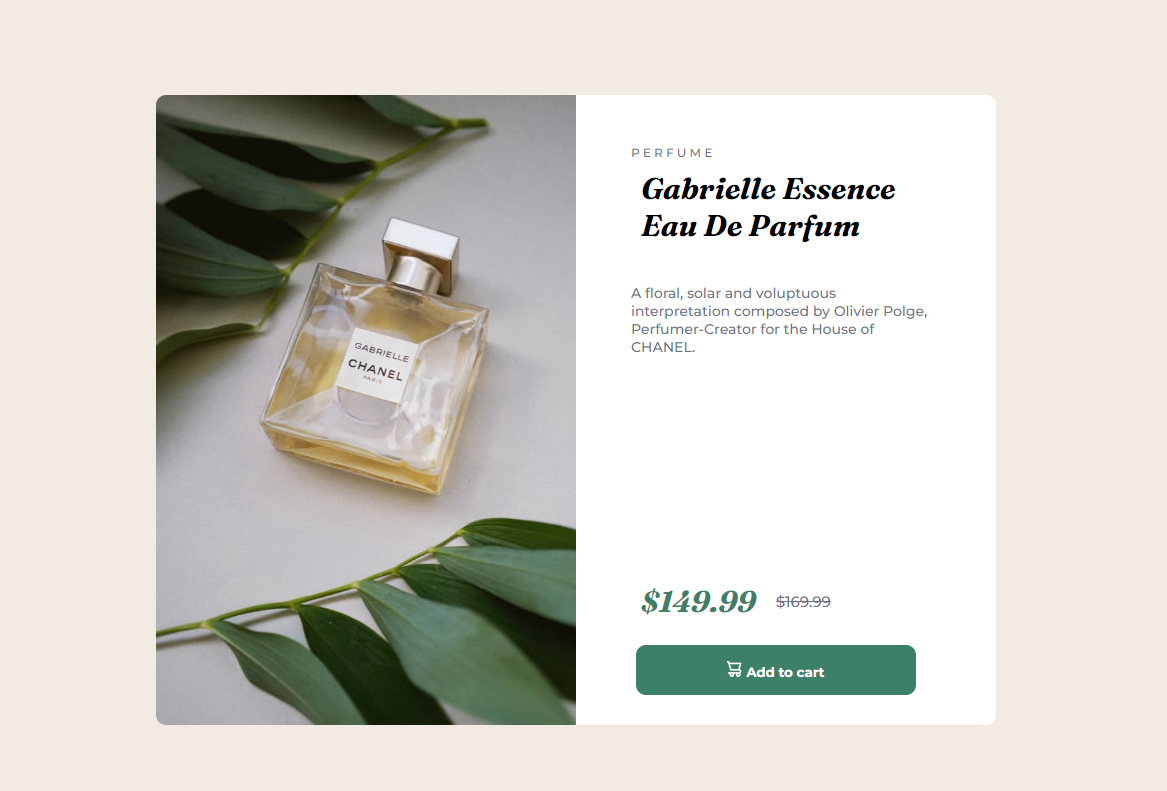 PERFUME
Gabrielle Essence
Eau De Parfum
A floral, solar and voluptuous
interpretation composed by Olivier Polge,
Perfumer-Creator for the House of
CHANEL.
GABRIELLE
CHANEL
PARIS
$149.99 $169.99
Add to cart